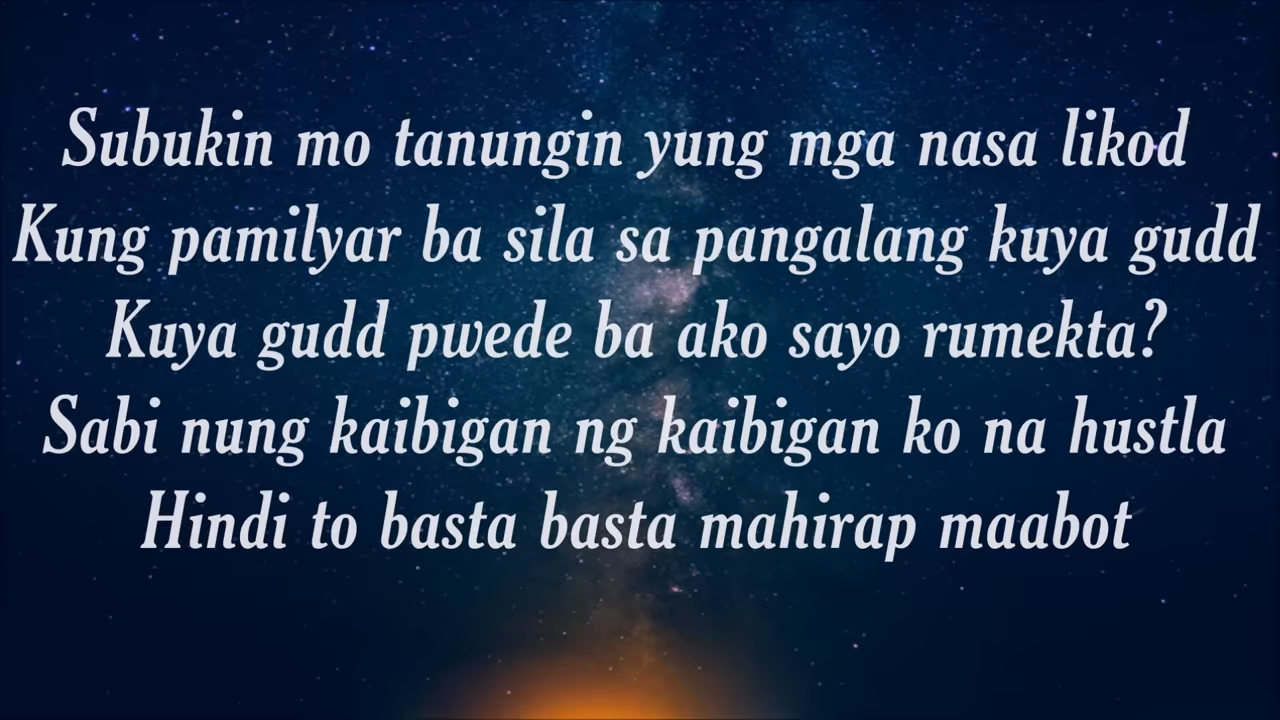 Subukin mo tanungin yung mga nasa likod
Kung pamilyar ba sila sa pangalang kuya gudd
Kuya gudd pwede ba ako sayo rumekta?
Sabi nung kaibigan ng kaibigan ko na hustla
Hindi to basta basta mahirap maabot